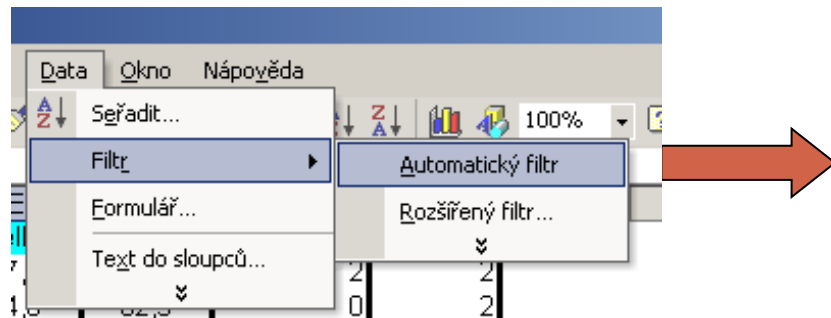 Data Okno Nápověda
Seřadit... 100%
Filtr Automatický filtr
Formulář... Rozšířený filtr...
Text do sloupců...
2 2
0 2